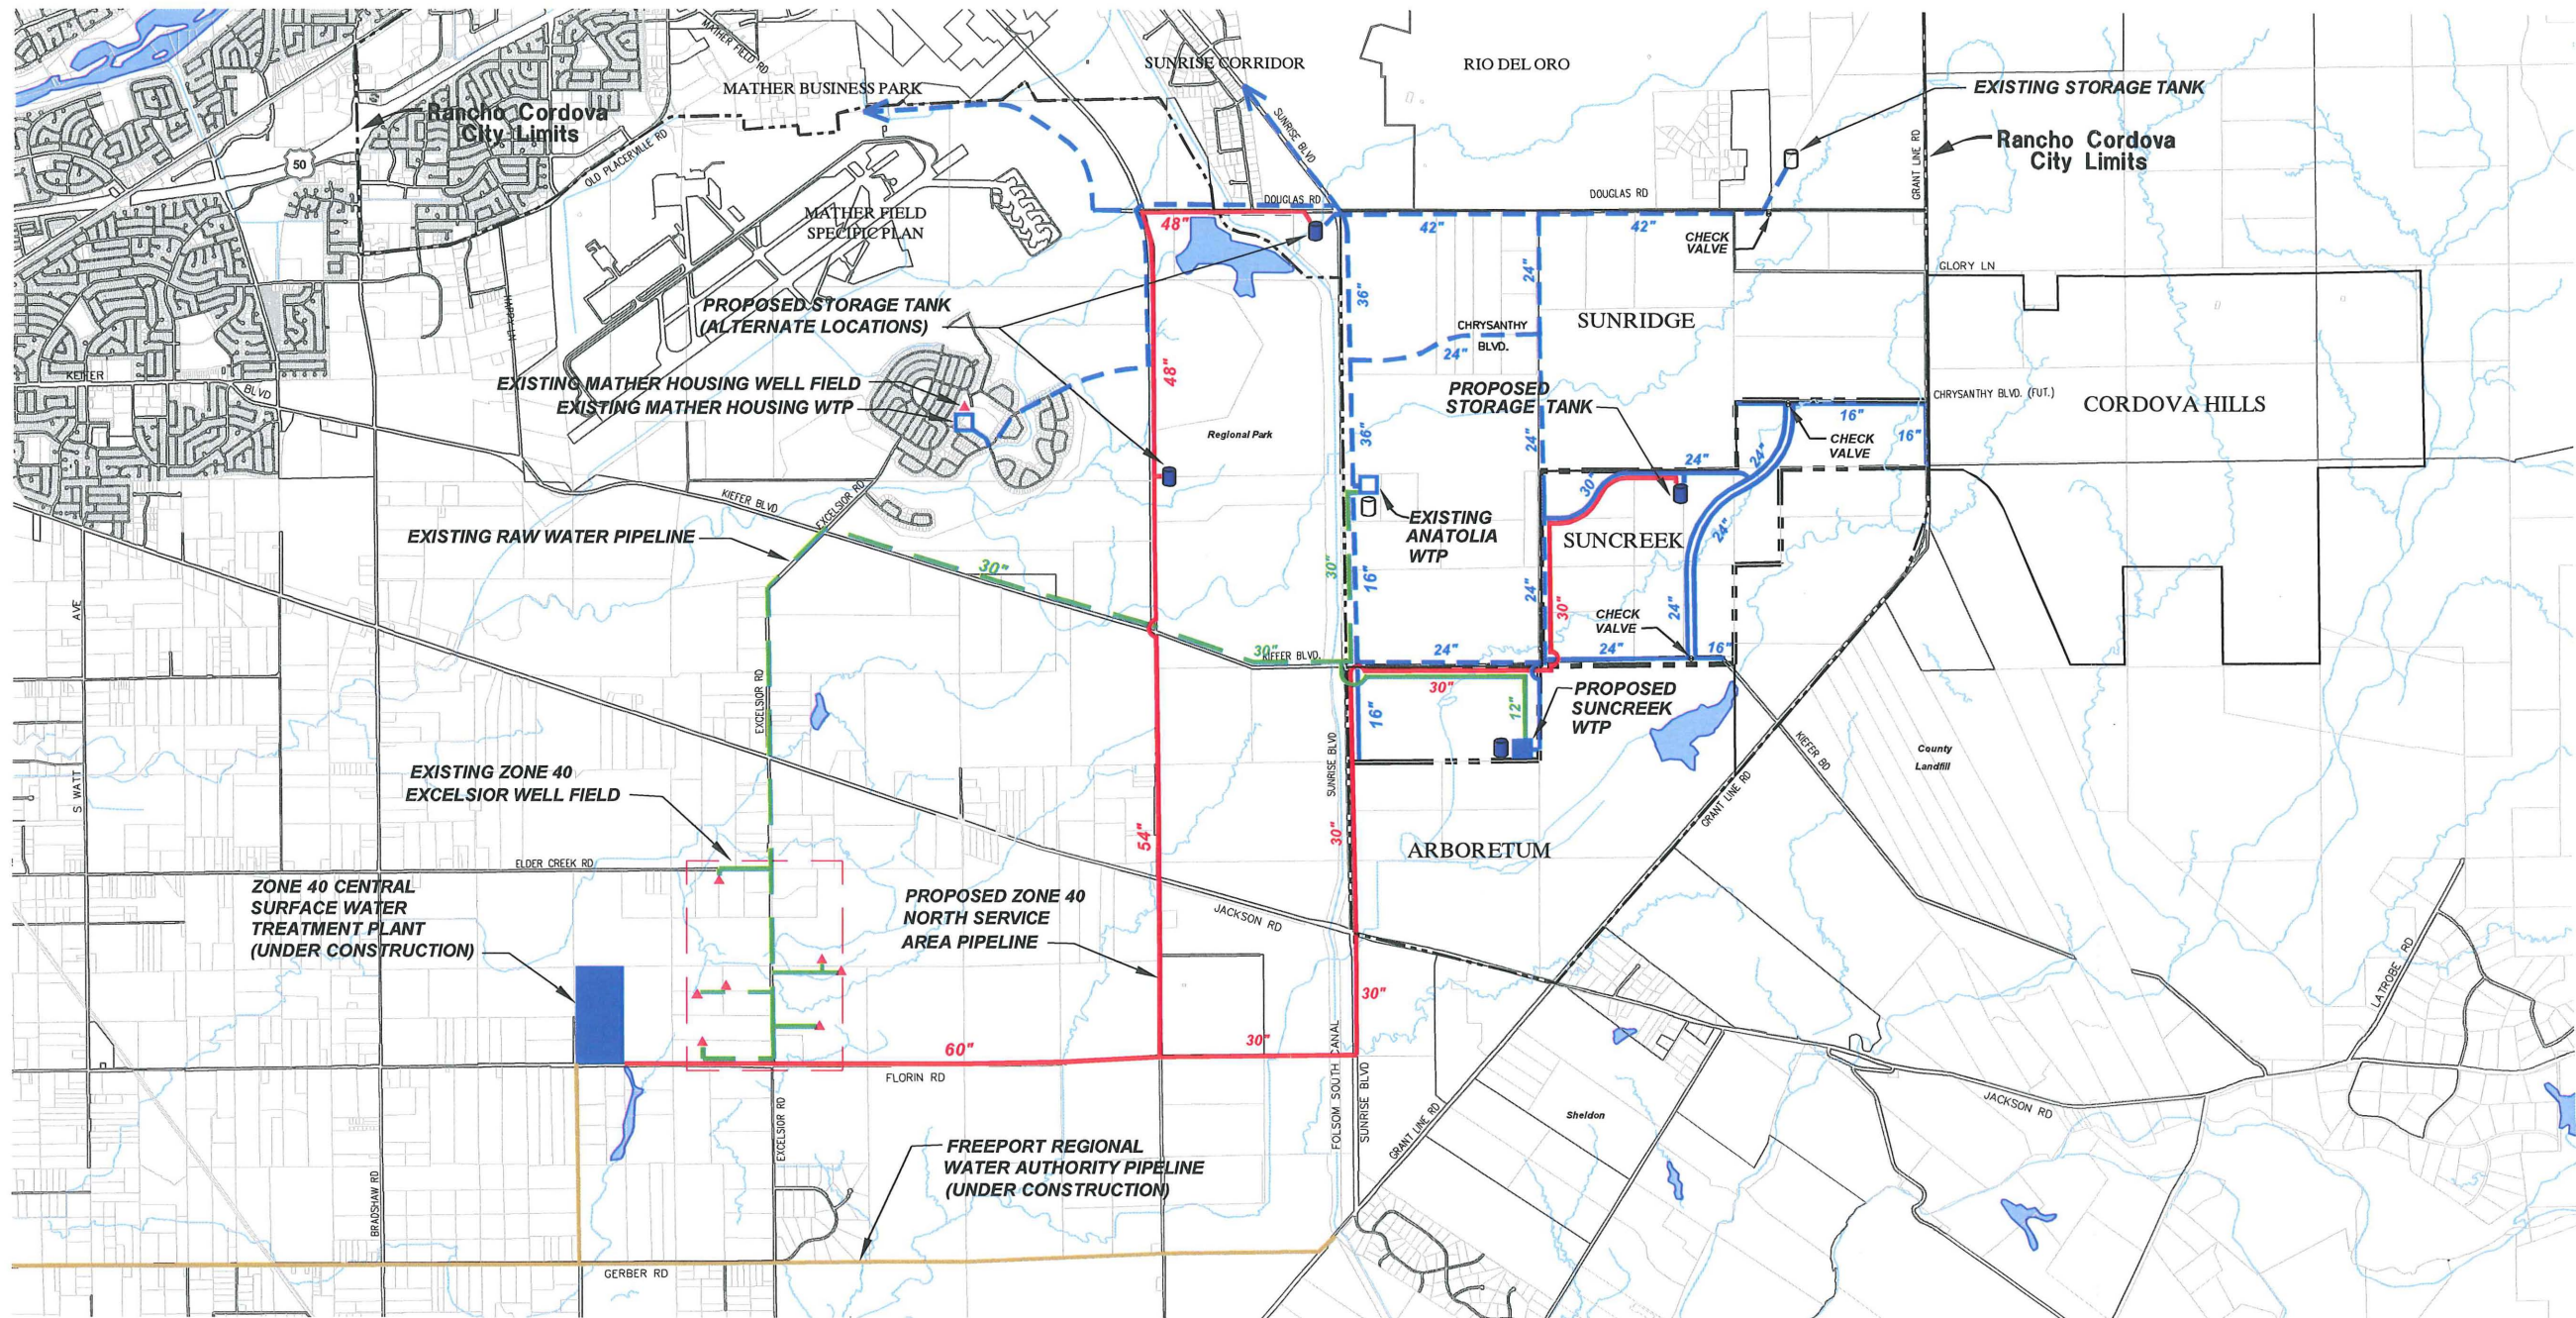 MATHER FIELD RD
SUNRISE CORRIDOR
RIO DEL ORO
MATHER BUSINESS PARK
EXISTING STORAGE TANK
Rancho Cordova
City Limits
50
OLD PLACERVILLE RD
SUNRISE BLVD
GRANT LINE RD
Rancho Cordova
City Limits
DOUGLAS RD
DOUGLAS RD
MATHER FIELD
SPECIFIC PLAN
48"
42"
42"
CHECK
VALVE
GLORY LN
24"
36"
HAPPY LN
PROPOSED STORAGE TANK
(ALTERNATE LOCATIONS)
SUNRIDGE
CHRYSANTHY
BLVD.
24"
KEIFER
BLVD
48"
EXISTING MATHER HOUSING WELL FIELD
EXISTING MATHER HOUSING WTP
PROPOSED
STORAGE TANK
CHRYSANTHY BLVD. (FUT.)
CORDOVA HILLS
16"
16"
CHECK
VALVE
Regional Park
36"
24"
24"
24"
30"
KIEFER BLVD
EXCELSIOR RD
EXISTING
ANATOLIA
WTP
SUNCREEK
24"
EXISTING RAW WATER PIPELINE
30"
30"
16"
24"
30"
24"
AVE
CHECK
VALVE
30"
KIEFER BLVD.
24"
24"
16"
EXCELSIOR RD
30"
PROPOSED
SUNCREEK
WTP
16"
12"
S WATT
SUNRISE BLVD
KIEFER BD
County
Landfill
GRANT LINE RD
EXISTING ZONE 40
EXCELSIOR WELL FIELD
54"
30"
ARBORETUM
ELDER CREEK RD
ZONE 40 CENTRAL
SURFACE WATER
TREATMENT PLANT
(UNDER CONSTRUCTION)
PROPOSED ZONE 40
NORTH SERVICE
AREA PIPELINE
JACKSON RD
LATROBE RD
30"
60"
30"
FLORIN RD
FOLSOM SOUTH CANAL
SUNRISE BLVD
EXCELSIOR RD
GRANT LINE RD
Sheldon
JACKSON RD
FREEPORT REGIONAL
WATER AUTHORITY PIPELINE
(UNDER CONSTRUCTION)
BRADSHAW RD
GERBER RD